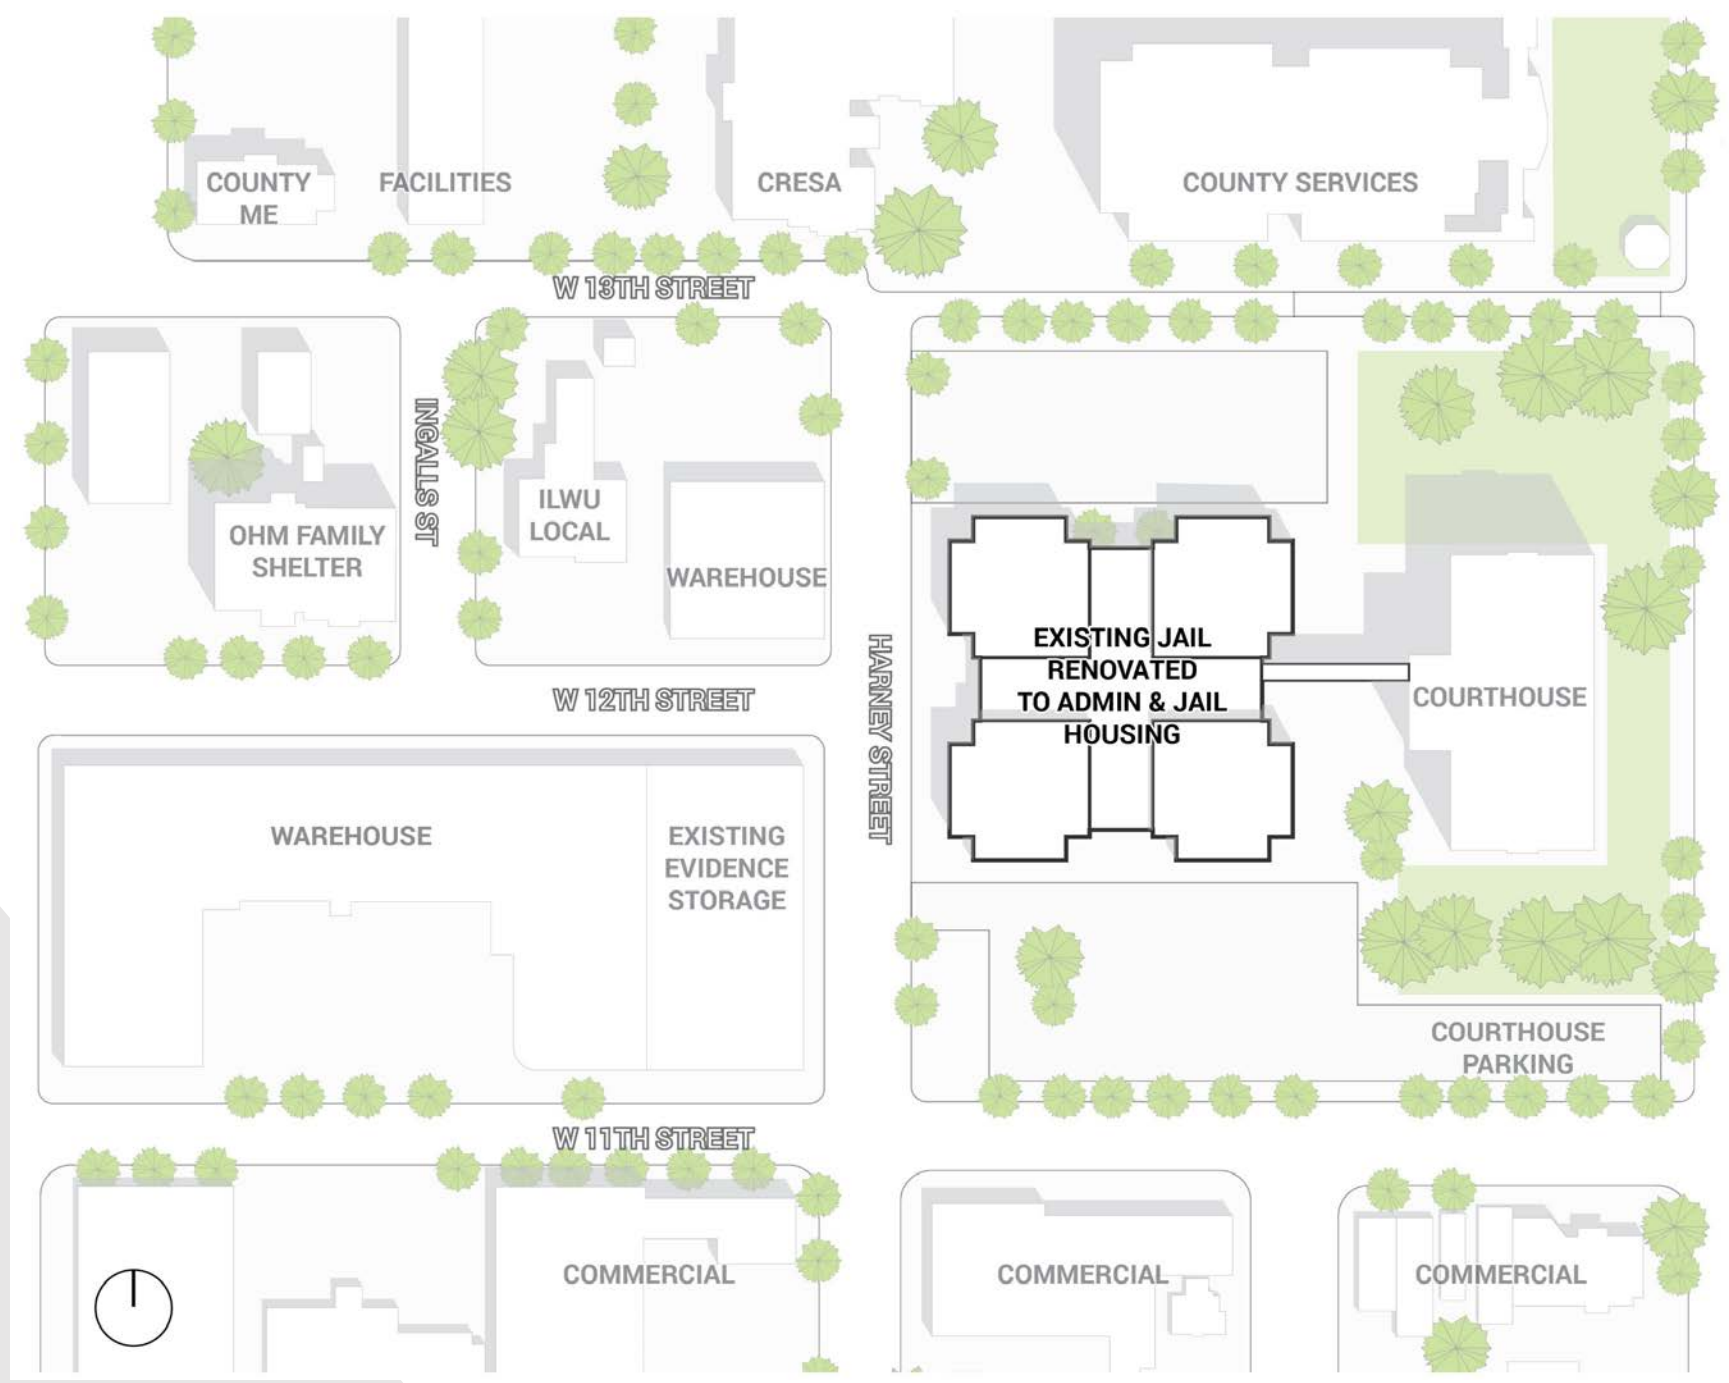 COUNTY
ME
FACILITIES
CRESA
COUNTY SERVICES
W 13TH STREET
INGALLS ST
OHM FAMILY
SHELTER
ILWU
LOCAL
WAREHOUSE
HARNEY STREET
EXISTING JAIL
RENOVATED
TO ADMIN & JAIL
HOUSING
COURTHOUSE
W 12TH STREET
WAREHOUSE
EXISTING
EVIDENCE
STORAGE
COURTHOUSE
PARKING
W 11TH STREET
COMMERCIAL
COMMERCIAL
COMMERCIAL